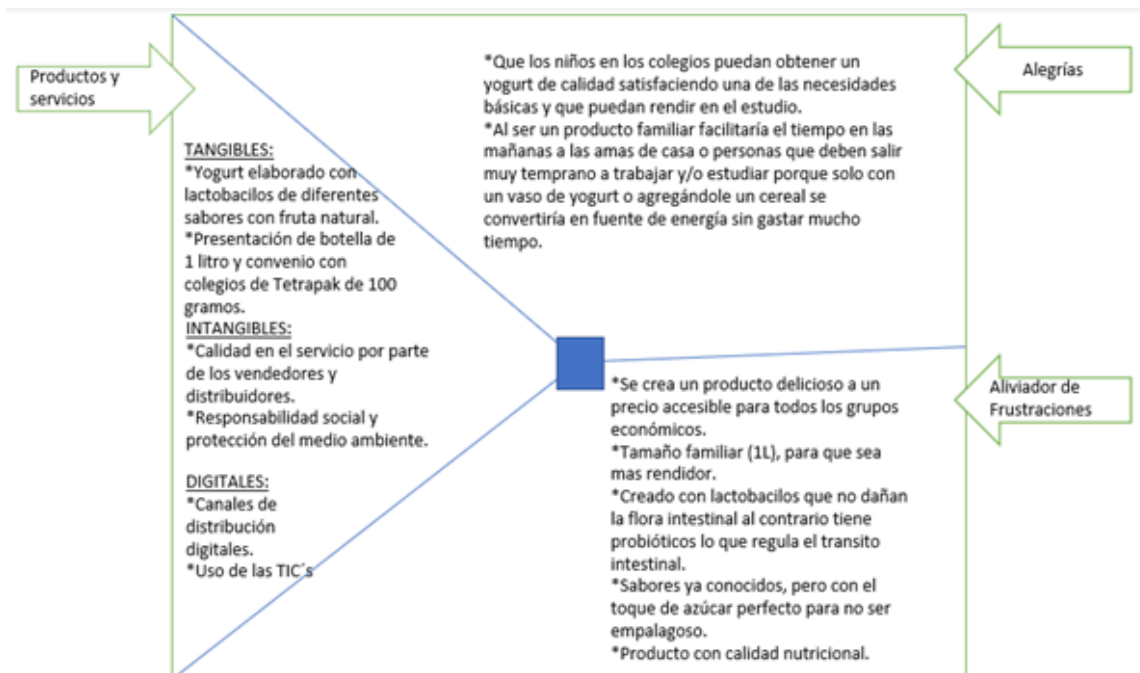 Productos y
servicios
TANGIBLES:
*Yogurt elaborado con
lactobacilos de diferentes
sabores con fruta natural.
*Presentación de botella de
1 litro y convenio con
colegios de Tetrapak de 100
gramos.
INTANGIBLES:
*Calidad en el servicio por parte
de los vendedores y
distribuidores.
*Responsabilidad social y
protección del medio ambiente.
DIGITALES:
*Canales de
distribución
digitales.
*Uso de las TIC´s
*Que los niños en los colegios puedan obtener un
yogurt de calidad satisfaciendo una de las necesidades
básicas y que puedan rendir en el estudio.
*Al ser un producto familiar facilitaría el tiempo en las
mañanas a las amas de casa o personas que deben salir
muy temprano a trabajar y/o estudiar porque solo con
un vaso de yogurt o agregándole un cereal se
convertiría en fuente de energía sin gastar mucho
tiempo.
Alegrías
*Se crea un producto delicioso a un
precio accesible para todos los grupos
económicos.
*Tamaño familiar (1L), para que sea
mas rendidor.
*Creado con lactobacilos que no dañan
la flora intestinal al contrario tiene
probióticos lo que regula el transito
intestinal.
*Sabores ya conocidos, pero con el
toque de azúcar perfecto para no ser
empalagoso.
*Producto con calidad nutricional.
Aliviador de
Frustraciones